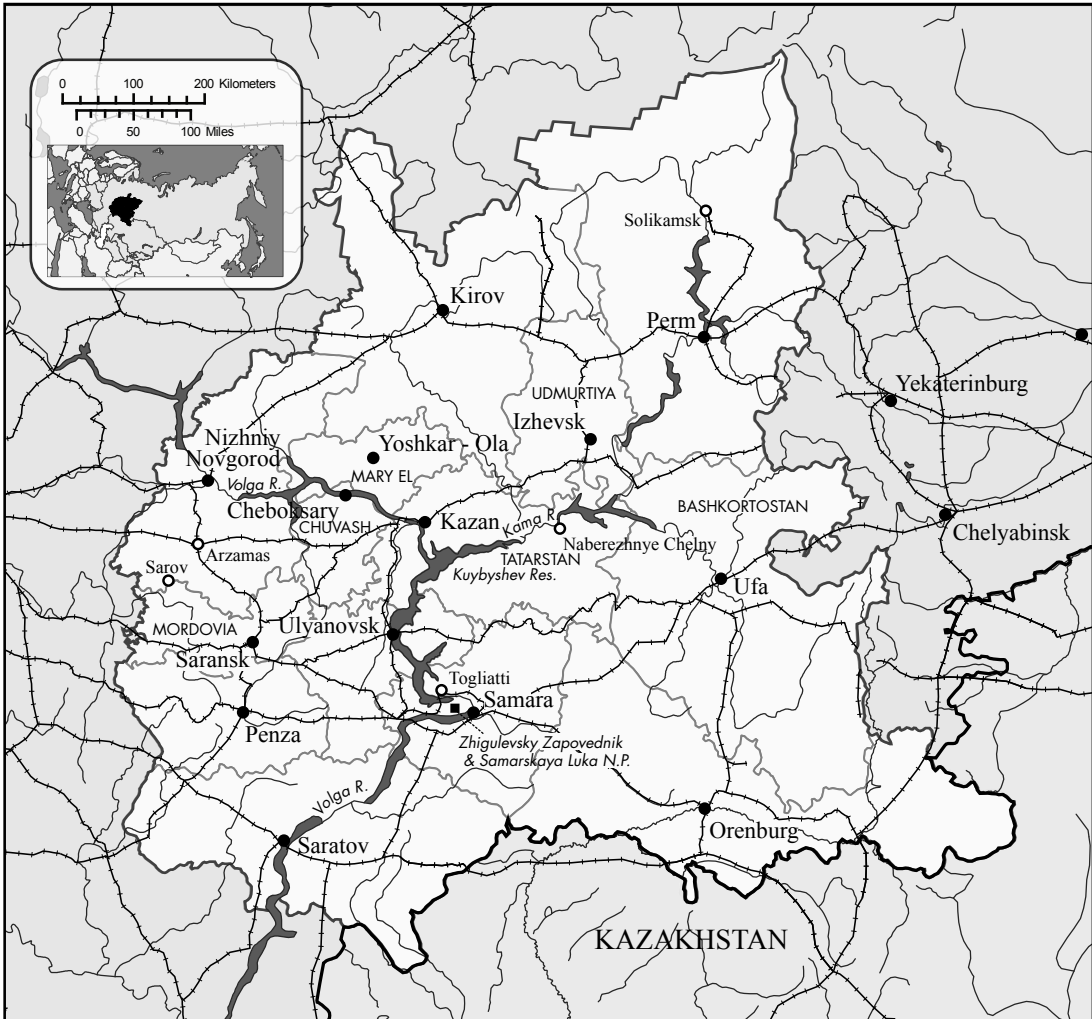 0 100 200 Kilometers
0 50 100 Miles
Solikamsk
Kirov
Perm
Yekaterinburg
UDMURTIYA
Izhevsk
Nizhniy
Novgorod
Yoshkar - Ola
MARY EL
Volga R.
Cheboksary
CHUVASH
Kazan
Kama R.
BASHKORTOSTAN
Chelyabinsk
Naberezhnye Chelny
Arzamas
TATARSTAN
Kuybyshev Res.
Sarov
Ufa
MORDOVIA
Ulyanovsk
Saransk
Togliatti
Samara
Penza
Zhigulevsky Zapovednik
& Samarskaya Luka N.P.
Volga R.
Orenburg
Saratov
KAZAKHSTAN